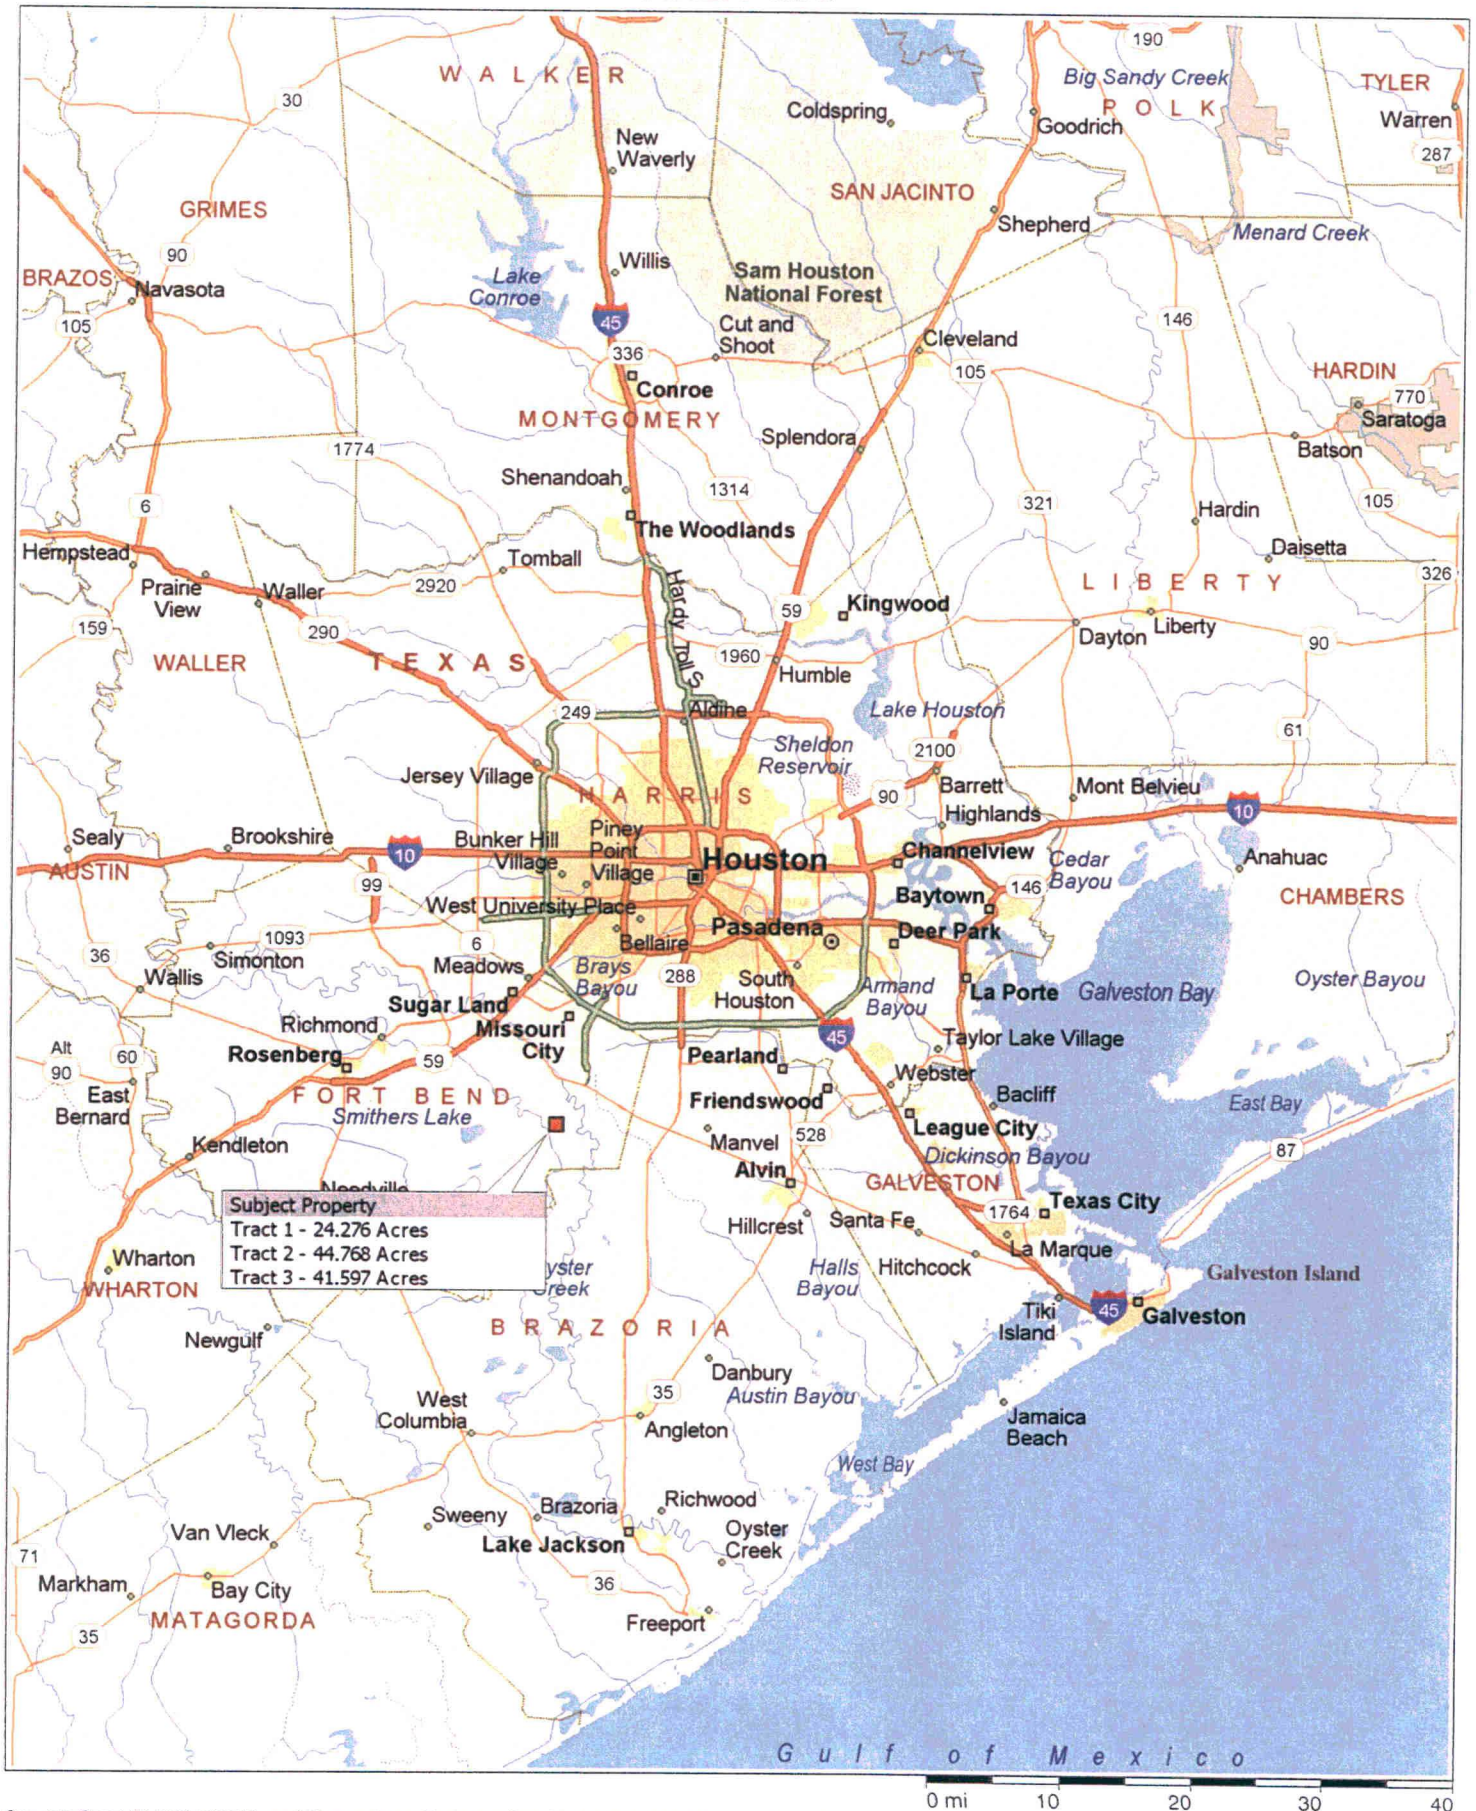 190
WALKER
Big Sandy Creek
TYLER
30
POLK
Coldspring
Goodrich
Warren
New
Waverly
287
SAN JACINTO
GRIMES
Shepherd
Menard Creek
90
Willis
BRAZOS
Lake
Conroe
Sam Houston
National Forest
Navasota
105
45
Cut and
Shoot
146
336
Cleveland
105
HARDIN
Conroe
770
MONTGOMERY
Saratoga
1774
Splendora
Batson
Shenandoah
1314
6
321
105
Hardin
The Woodlands
Hempstead
Tomball
Daisetta
Prairie
View
Waller
2920
Hardy Toll S
LIBERTY
326
59
Kingwood
159
290
Dayton
Liberty
90
WALLER
TEXAS
1960
Humble
249
Aldine
Lake Houston
61
Sheldon
Reservoir
2100
Jersey Village
Barrett
Mont Belvieu
HARRIS
90
Highlands
10
Sealy
Brookshire
Bunker Hill
Village
Piney
Point
Village
10
Houston
Channelview
Cedar
Bayou
Anahuac
AUSTIN
99
Baytown
146
CHAMBERS
West University Place
Pasadena
Deer Park
1093
6
Bellaire
36
Simonton
Meadows
Brays
Bayou
288
South
Houston
Armand
Bayou
Wallis
Sugar Land
La Porte
Galveston Bay
Oyster Bayou
Richmond
Missouri
City
45
Taylor Lake Village
Alt
90
60
Rosenberg
59
Pearland
East
Bernard
FORT BEND
Webster
Bacliff
Smithers Lake
Friendswood
East Bay
League City
Kendleton
Manvel
528
87
Dickinson Bayou
Alvin
Needville
GALVESTON
Subject Property
Tract 1 - 24.276 Acres
Tract 2 - 44.768 Acres
Tract 3 - 41.597 Acres
1764
Texas City
Hillcrest
Santa Fe
La Marque
Wharton
WHARTON
yster
reek
Halls
Bayou
Hitchcock
Galveston Island
45
Galveston
Tiki
Island
Newgulf
BRAZORIA
Danbury
35
Austin Bayou
West
Columbia
Angleton
Jamaica
Beach
West Bay
Sweeny
Brazoria
Richwood
Van Vleck
Lake Jackson
Oyster
Creek
71
Markham
Bay City
36
MATAGORDA
Freeport
35
Gulf of Mexico
0 mi 10 20 30 40